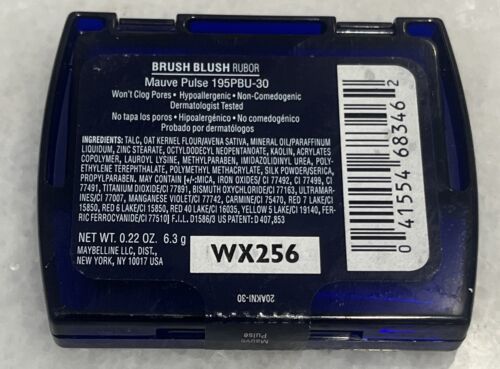 BRUSH BLUSH RUBOR
Mauve Pulse 195PBU-30
Won't Clog Pores • Hypoallergenic • Non-Comedogenic
Dermatologist Tested
No tapa los poros • Hipoalergénico • No comedogénico
Probado por dermatólogos
INGREDIENTS: TALC, OAT KERNEL FLOUR/AVENA SATIVA, MINERAL OIL/PARAFFINUM
LIQUIDUM, ZINC STEARATE, OCTYLDODECYL NEOPENTANOATE, KAOLIN, ACRYLATES
COPOLYMER, LAUROYL LYSINE, METHYLPARABEN, IMIDAZOLIDINYL UREA, POLY-
ETHYLENE TEREPHTHALATE, POLYMETHYL METHACRYLATE, SILK POWDER/SERICA,
PROPYLPARABEN. MAY CONTAIN [+/-:MICA, IRON OXIDES/ CI 77492, CI 77499, CI
77491, TITANIUM DIOXIDE/CI 77891, BISMUTH OXYCHLORIDE/CI 77163, ULTRAMAR-
INES/CI 77007, MANGANESE VIOLET/CI 77742, CARMINE/CI 75470, RED 7 LAKE/CI
15850, RED 6 LAKE/CI 15850, RED 40 LAKE/CI 16035, YELLOW 5 LAKE/CI 19140, FER-
RIC FERROCYANIDE/CI 77510] F.I.L. D1586/8 US PATENT: D 407,853
NET WT. 0.22 OZ. 6.3 g
MAYBELLINE LLC, DIST.,
NEW YORK, NY 10017 USA
WX256
0 41554 68346 2
20AKNI-30
Mauve
Pulse